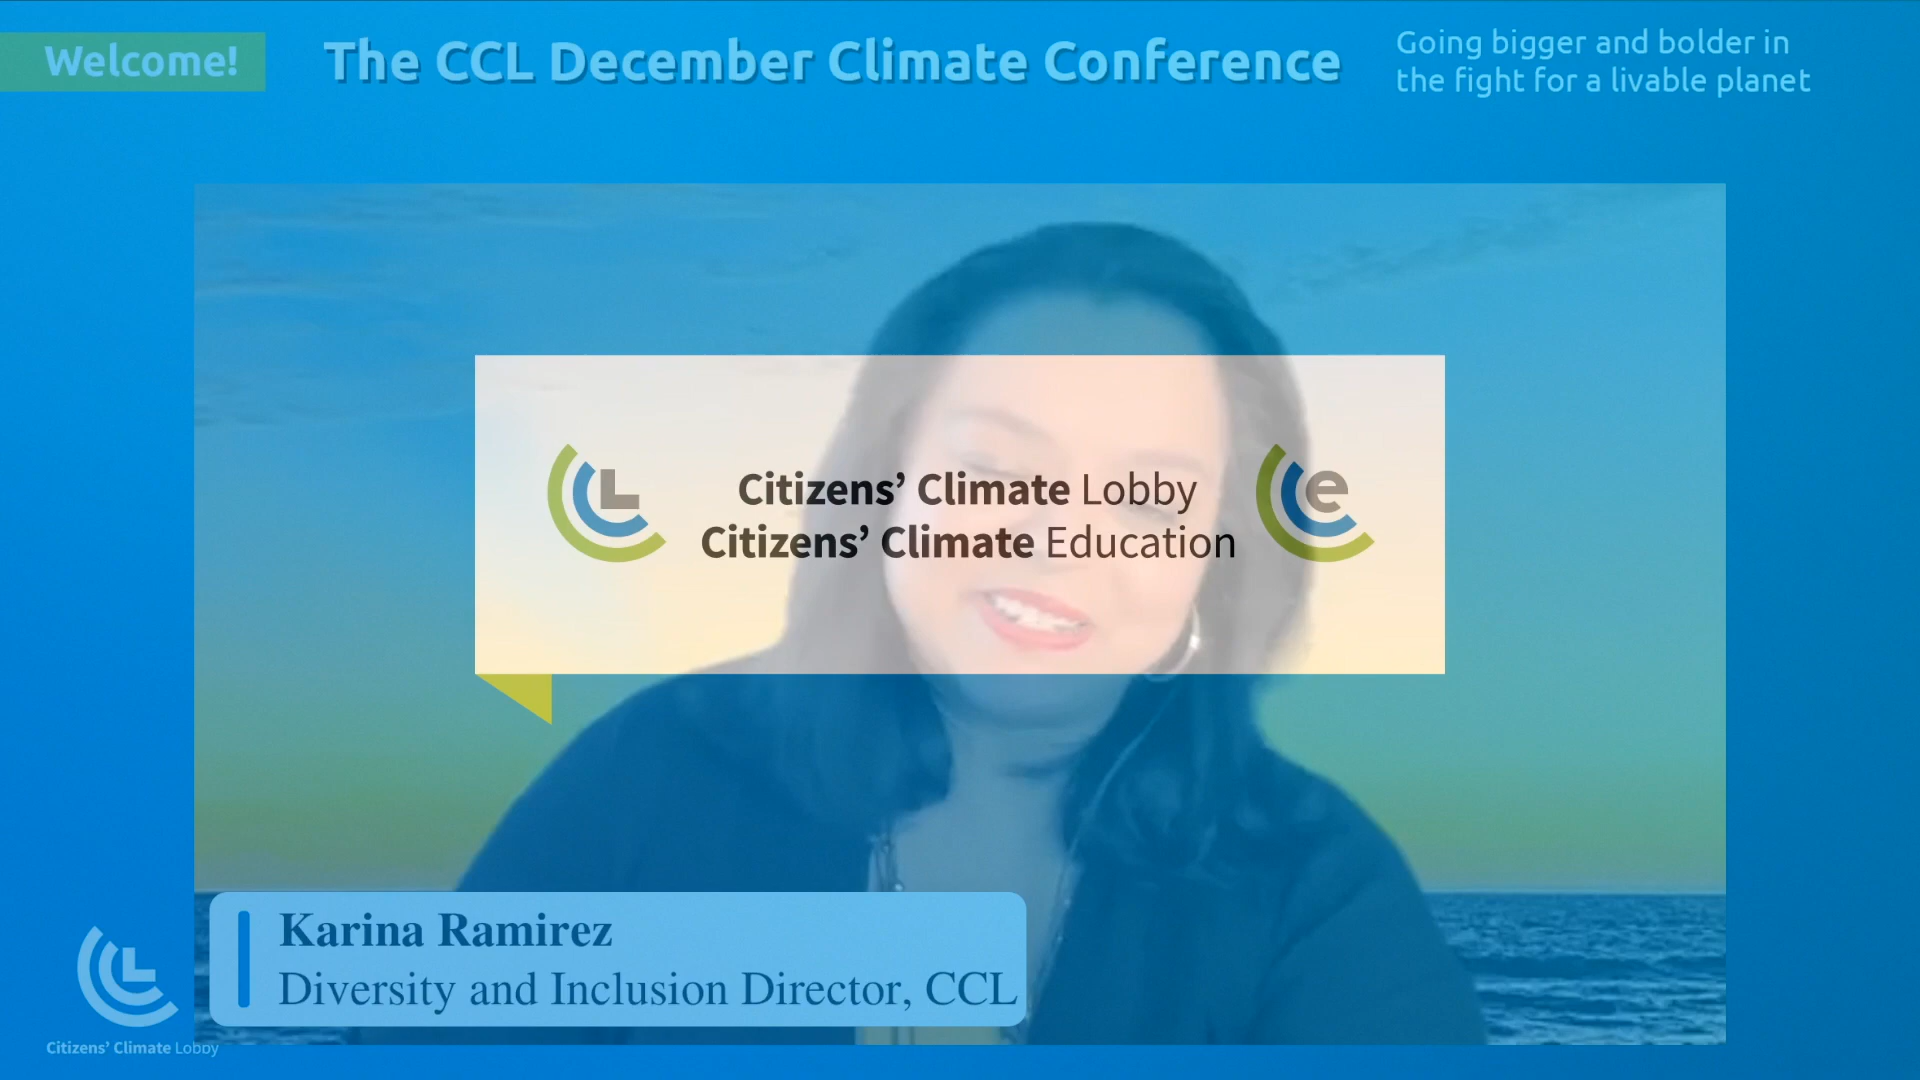 Welcome!
The CCL December Climate Conference
Going bigger and bolder in
the fight for a livable planet
L
Citizens’ Climate Lobby
Citizens’ Climate Education
e
Karina Ramirez
Diversity and Inclusion Director, CCL
L
Citizens’ Climate Lobby